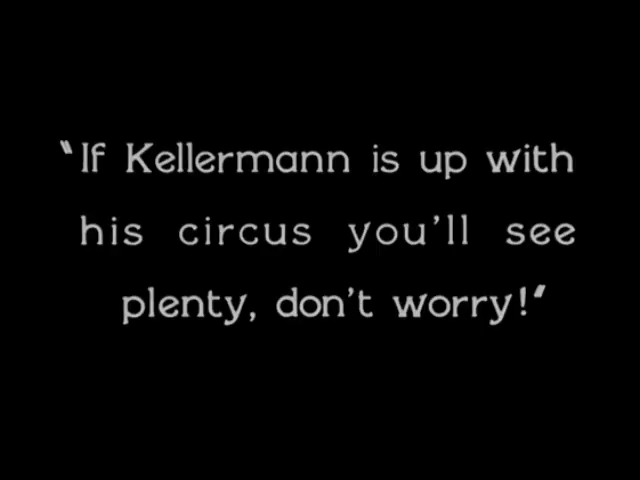 "If Kellermann is up with
his circus you'll see
plenty, don't worry!"